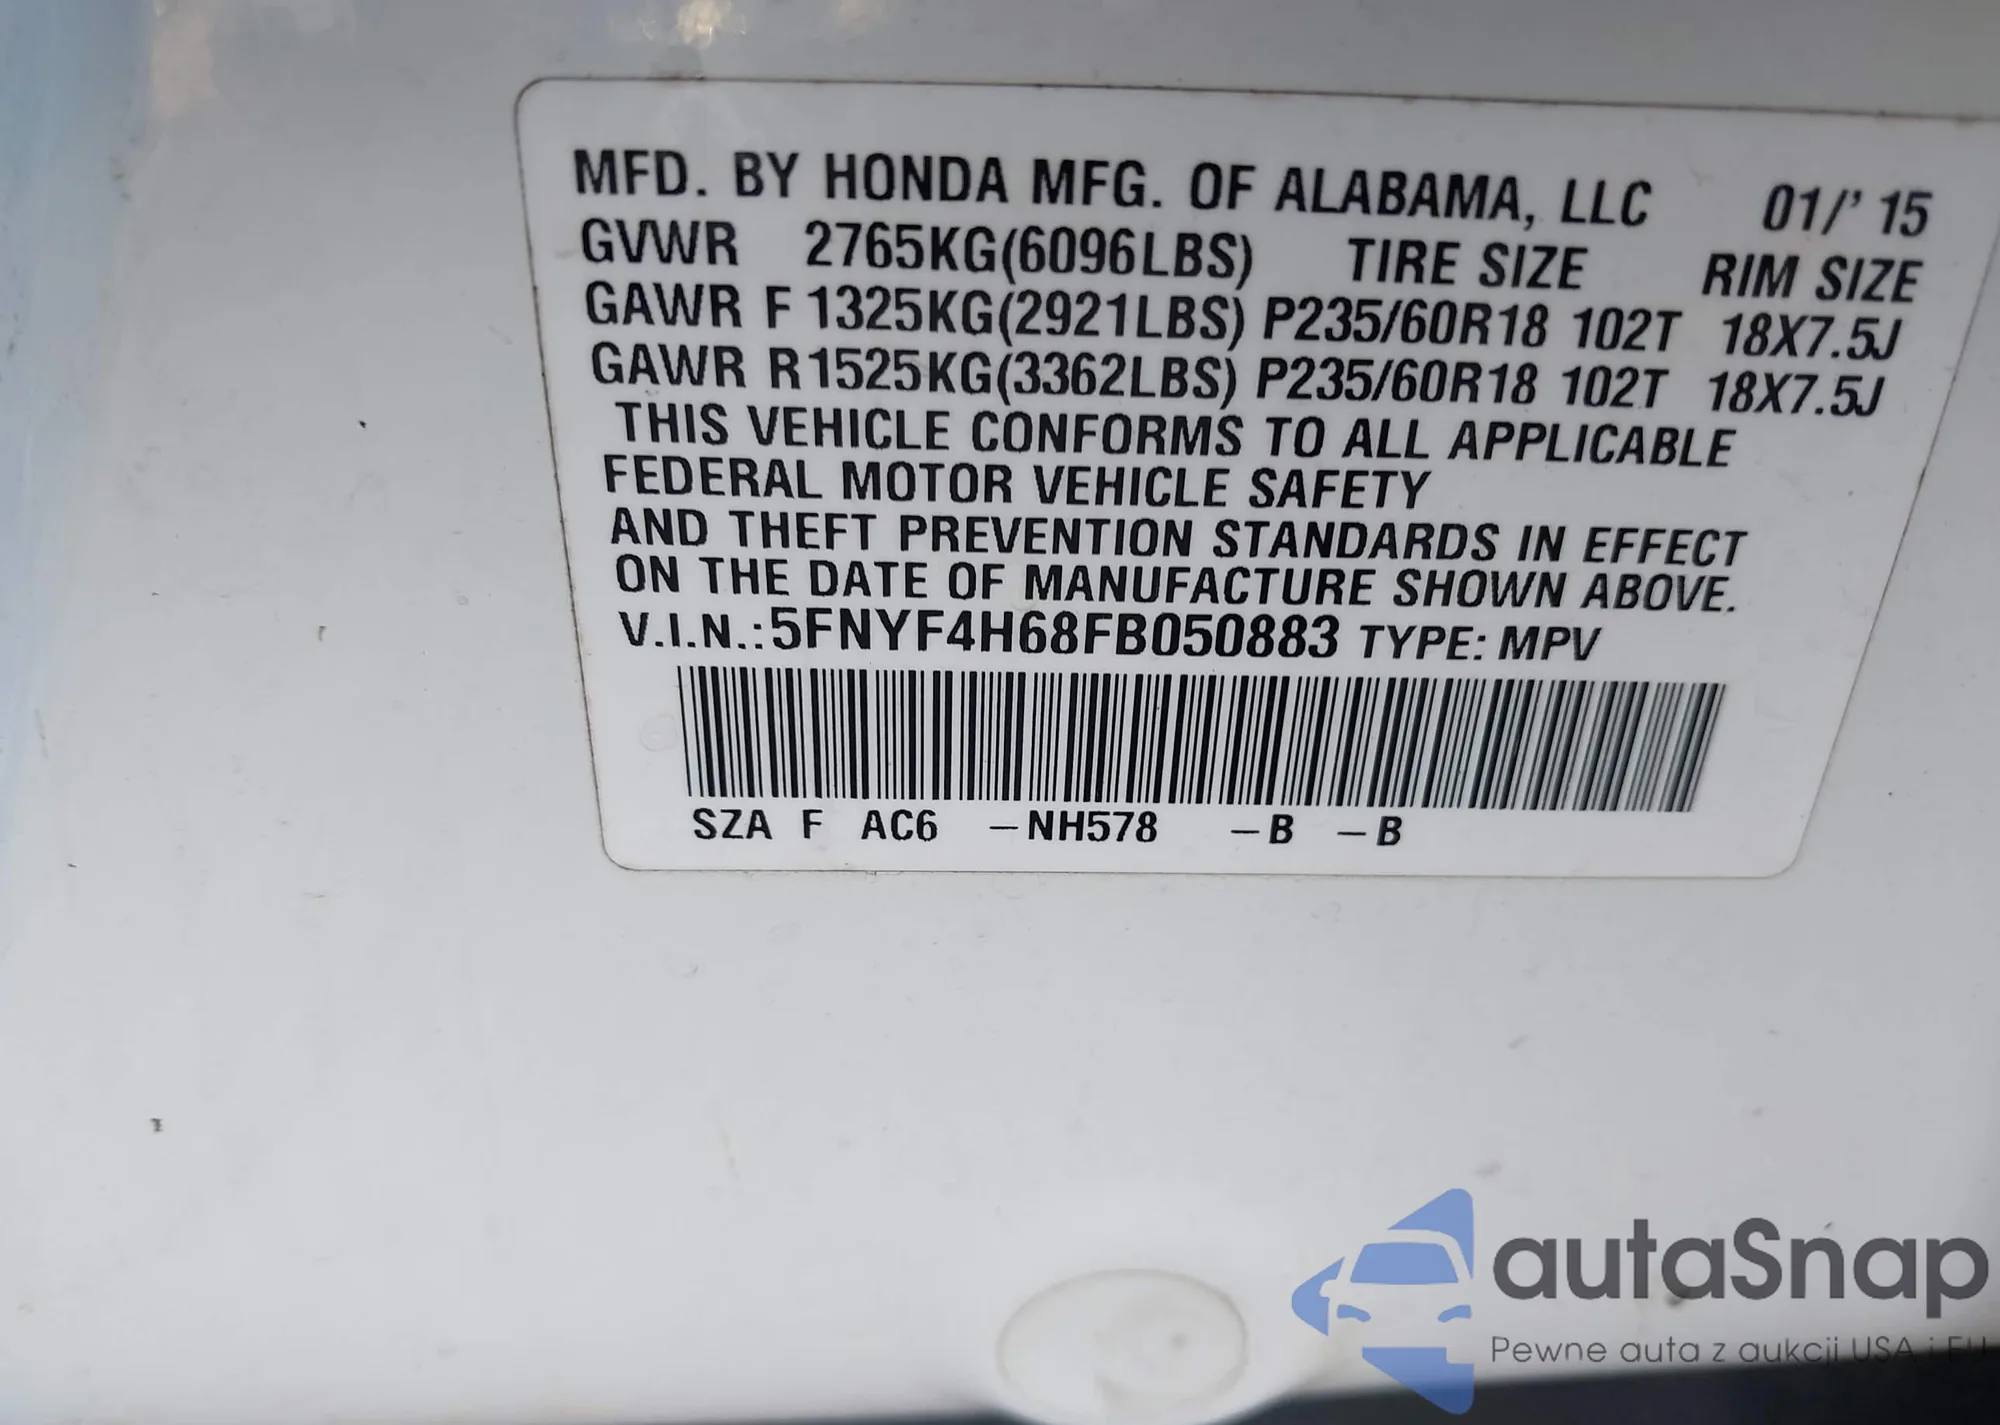 MFD. BY HONDA MFG. OF ALABAMA, LLC 01/' 15
GVWR 2765KG(6096LBS) TIRE SIZE RIM SIZE
GAWR F 1325KG(2921LBS) P235/60R18 102T 18X7.5J
GAWR R 1525KG(3362LBS) P235/60R18 102T 18X7.5J
THIS VEHICLE CONFORMS TO ALL APPLICABLE
FEDERAL MOTOR VEHICLE SAFETY
AND THEFT PREVENTION STANDARDS IN EFFECT
ON THE DATE OF MANUFACTURE SHOWN ABOVE.
V.I.N.:5FNYF4H68FB050883 TYPE: MPV
SZA F AC6 –NH578 –B –B
autaSnap
Pewne auta z aukcji USA i EU